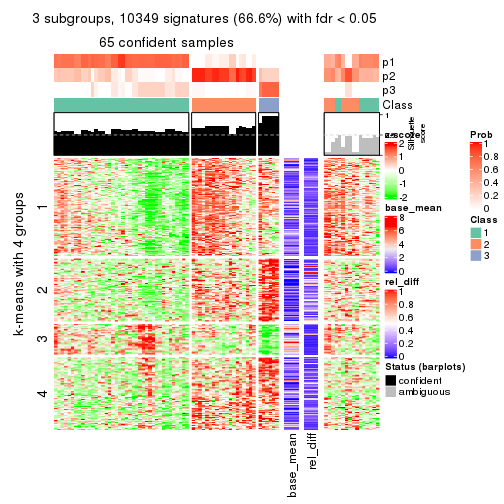 3 subgroups, 10349 signatures (66.6%) with fdr < 0.05
65 confident samples
p1
p2
p3
Class
1
Silhouette
score
k-means with 4 groups
1
2
3
4
base_mean
rel_diff
z-score
2
1
0
-1
-2
base_mean
8
6
4
2
0
rel_diff
1
0.8
0.6
0.4
0.2
0
Status (barplots)
confident
ambiguous
Prob
1
0.8
0.6
0.4
0.2
0
Class
1
2
3